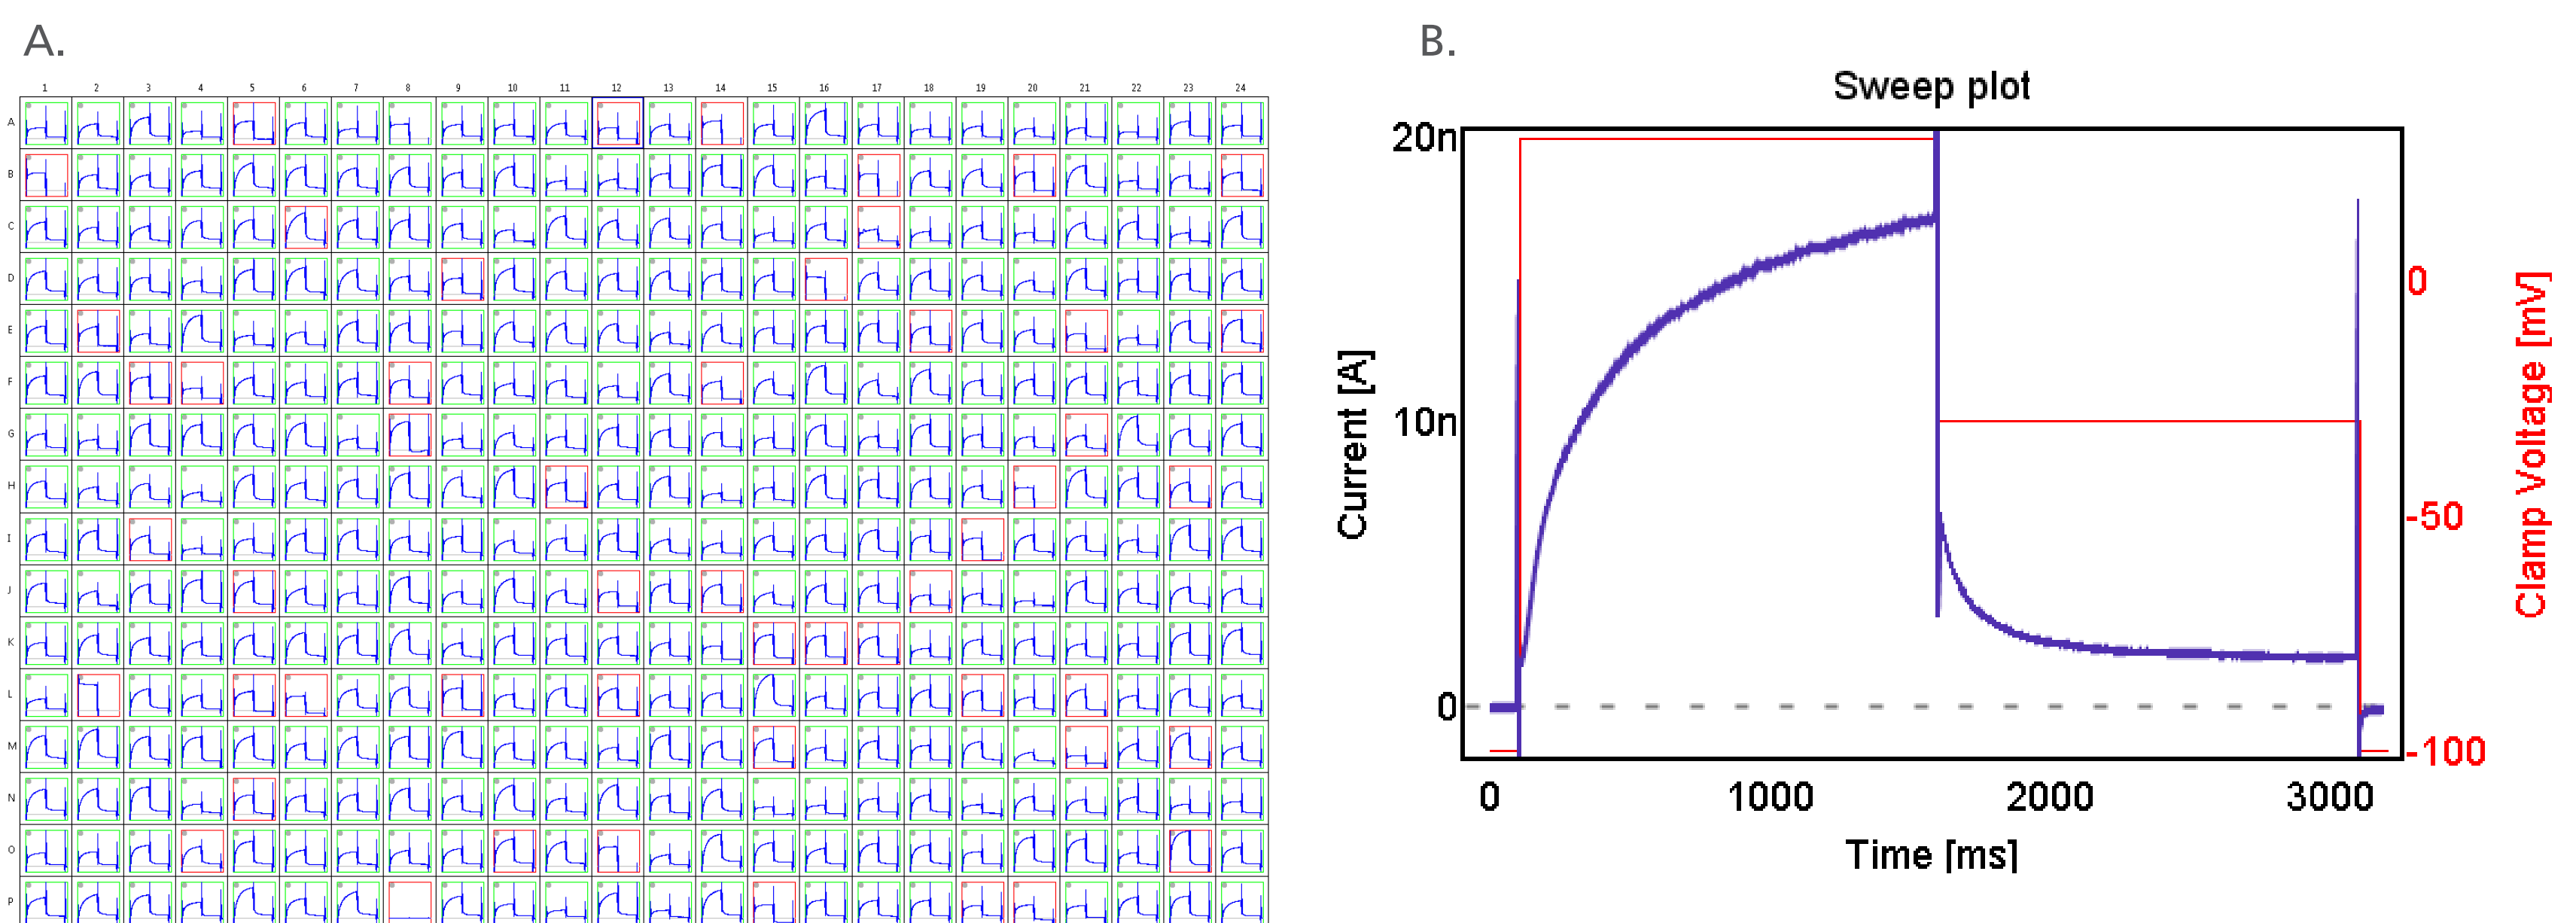 A.
B.
1 2 3 4 5 6 7 8 9 10 11 12 13 14 15 16 17 18 19 20 21 22 23 24
A
B
C
D
E
F
G
H
I
J
K
L
M
N
O
P
Sweep plot
20n
10n
0
Current [A]
0
-50
-100
Clamp Voltage [mV]
0 1000 2000 3000
Time [ms]